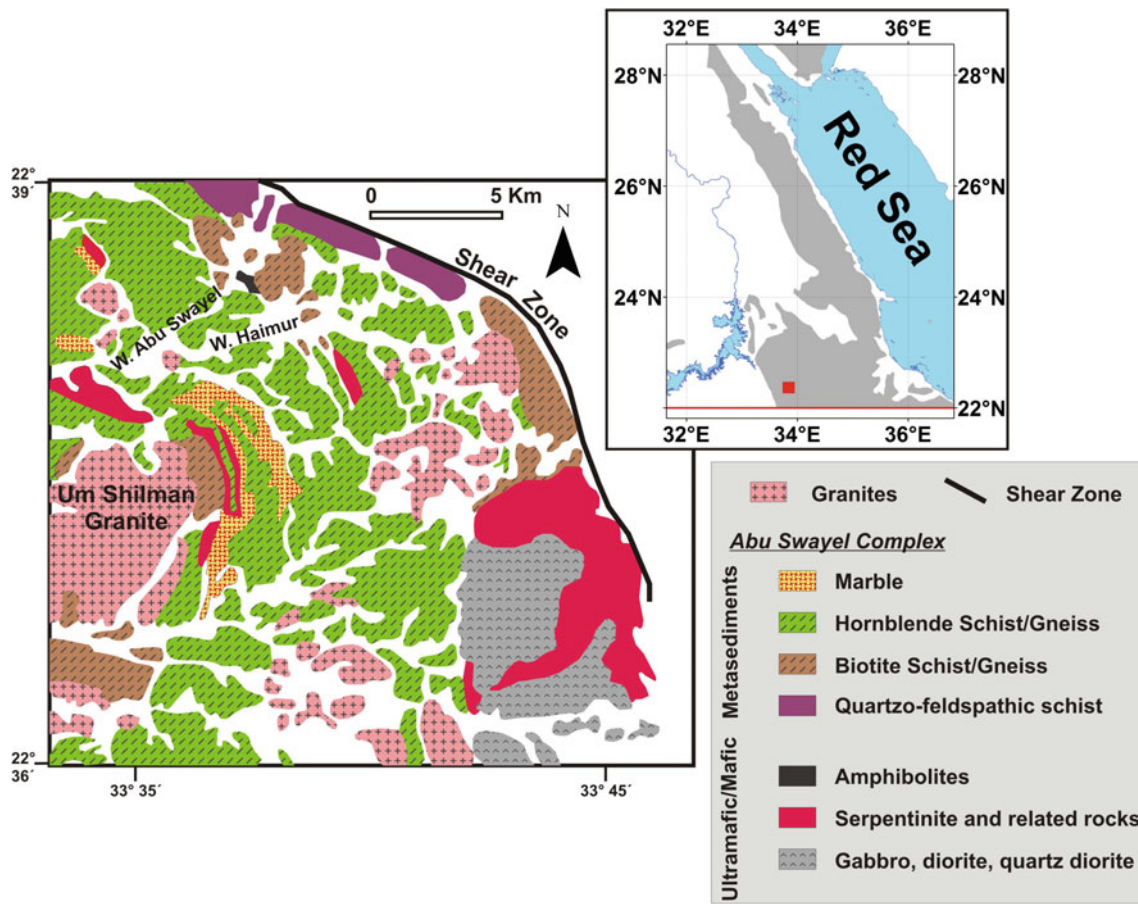 32°E 34°E 36°E
28°N 28°N
26°N 26°N
24°N 24°N
22°N
32°E 34°E 36°E
Red Sea
22°
39´
0 5 Km
N
Shear Zone
W. Abu Swayel
W. Haimur
Um Shilman
Granite
22°
36´
33° 35´ 33° 45´
Granites
Shear Zone
Abu Swayel Complex
Metasediments
Marble
Hornblende Schist/Gneiss
Biotite Schist/Gneiss
Quartzo-feldspathic schist
Ultramafic/Mafic
Amphibolites
Serpentinite and related rocks
Gabbro, diorite, quartz diorite